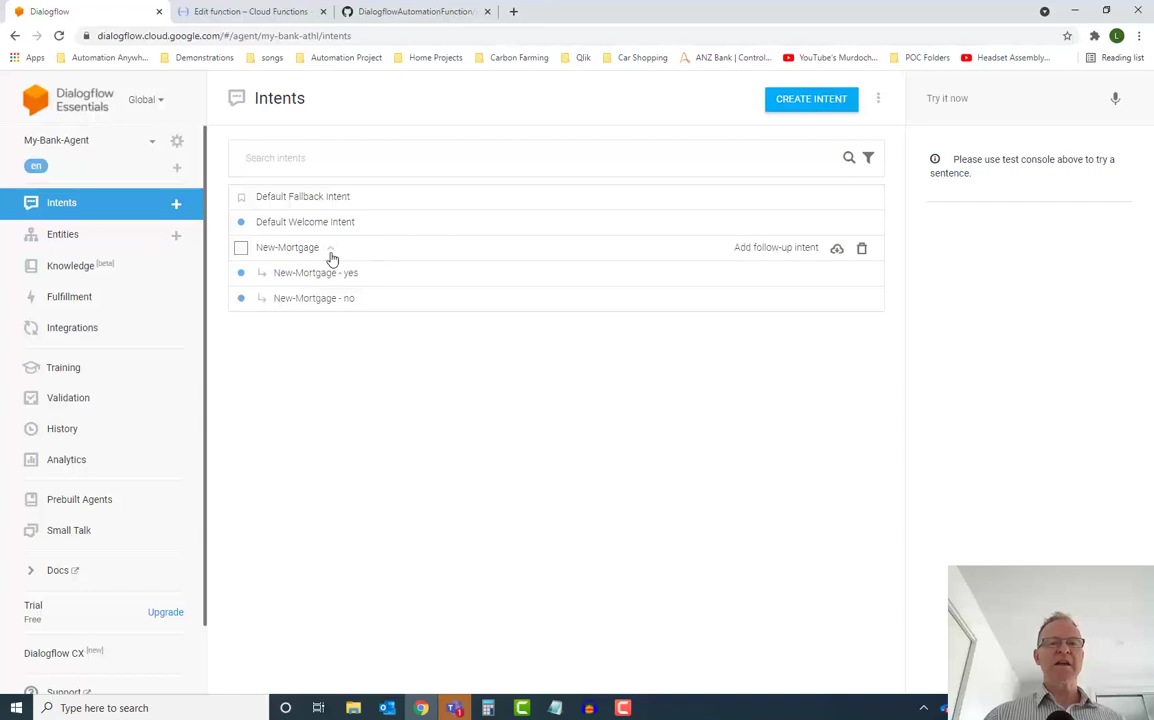 Dialogflow
Edit function – Cloud Functions
DialogflowAutomationFunction/
dialogflow.cloud.google.com/#/agent/my-bank-athl/intents
Apps
Automation Anywh...
Demonstrations
songs
Automation Project
Home Projects
Carbon Farming
Qlik
Car Shopping
ANZ Bank | Control...
YouTube's Murdoch...
POC Folders
Headset Assembly...
Reading list
Dialogflow
Essentials
Global
Intents
CREATE INTENT
Try it now
My-Bank-Agent
en
Search intents
Please use test console above to try a
sentence.
Intents
Entities
Knowledge [beta]
Fulfillment
Integrations
Training
Validation
History
Analytics
Prebuilt Agents
Small Talk
Docs
Trial
Free
Upgrade
Dialogflow CX [new]
Support
Default Fallback Intent
Default Welcome Intent
New-Mortgage
Add follow-up intent
New-Mortgage - yes
New-Mortgage - no
Type here to search